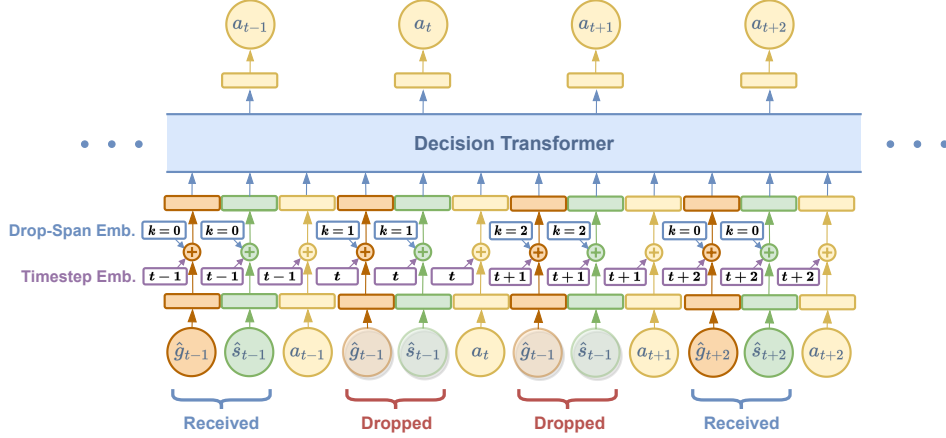 a_{t-1} a_t a_{t+1} a_{t+2}
Decision Transformer
Drop-Span Emb. k = 0 k = 0 k = 1 k = 1 k = 2 k = 2 k = 0 k = 0
Timestep Emb. t − 1 t − 1 t − 1 t t t t + 1 t + 1 t + 1 t + 2 t + 2 t + 2
ĝ_{t-1} ŝ_{t-1} a_{t-1} ĝ_{t-1} ŝ_{t-1} a_t ĝ_{t-1} ŝ_{t-1} a_{t+1} ĝ_{t+2} ŝ_{t+2} a_{t+2}
Received Dropped Dropped Received